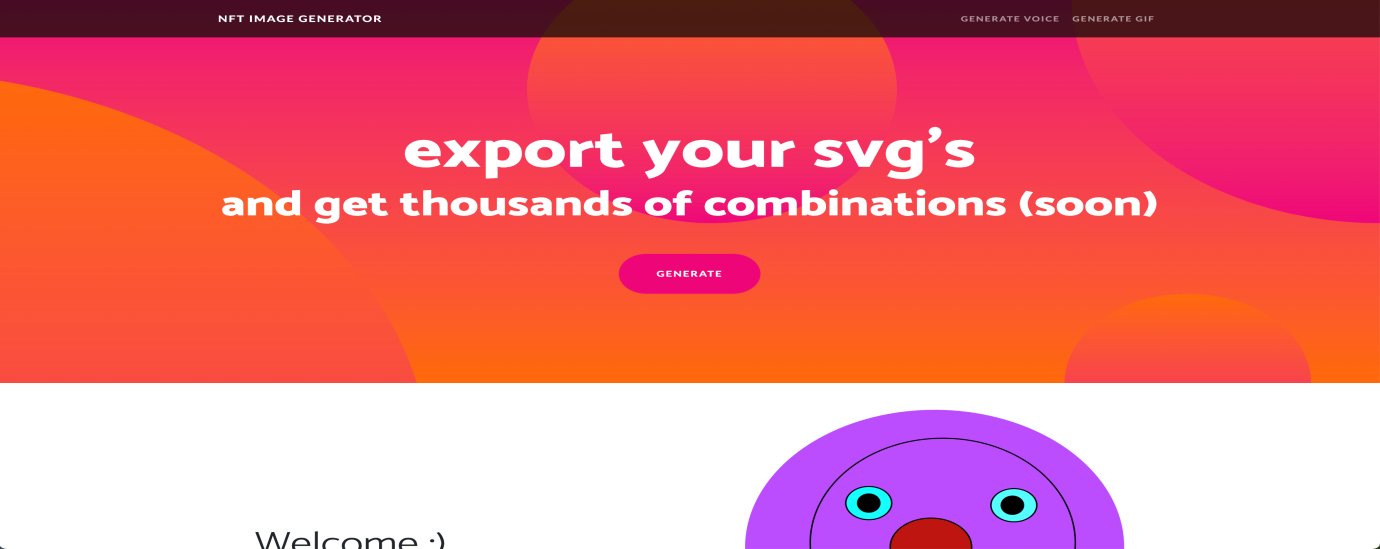 NFT IMAGE GENERATOR
GENERATE VOICE GENERATE GIF
export your svg’s
and get thousands of combinations (soon)
GENERATE
Welcome :)